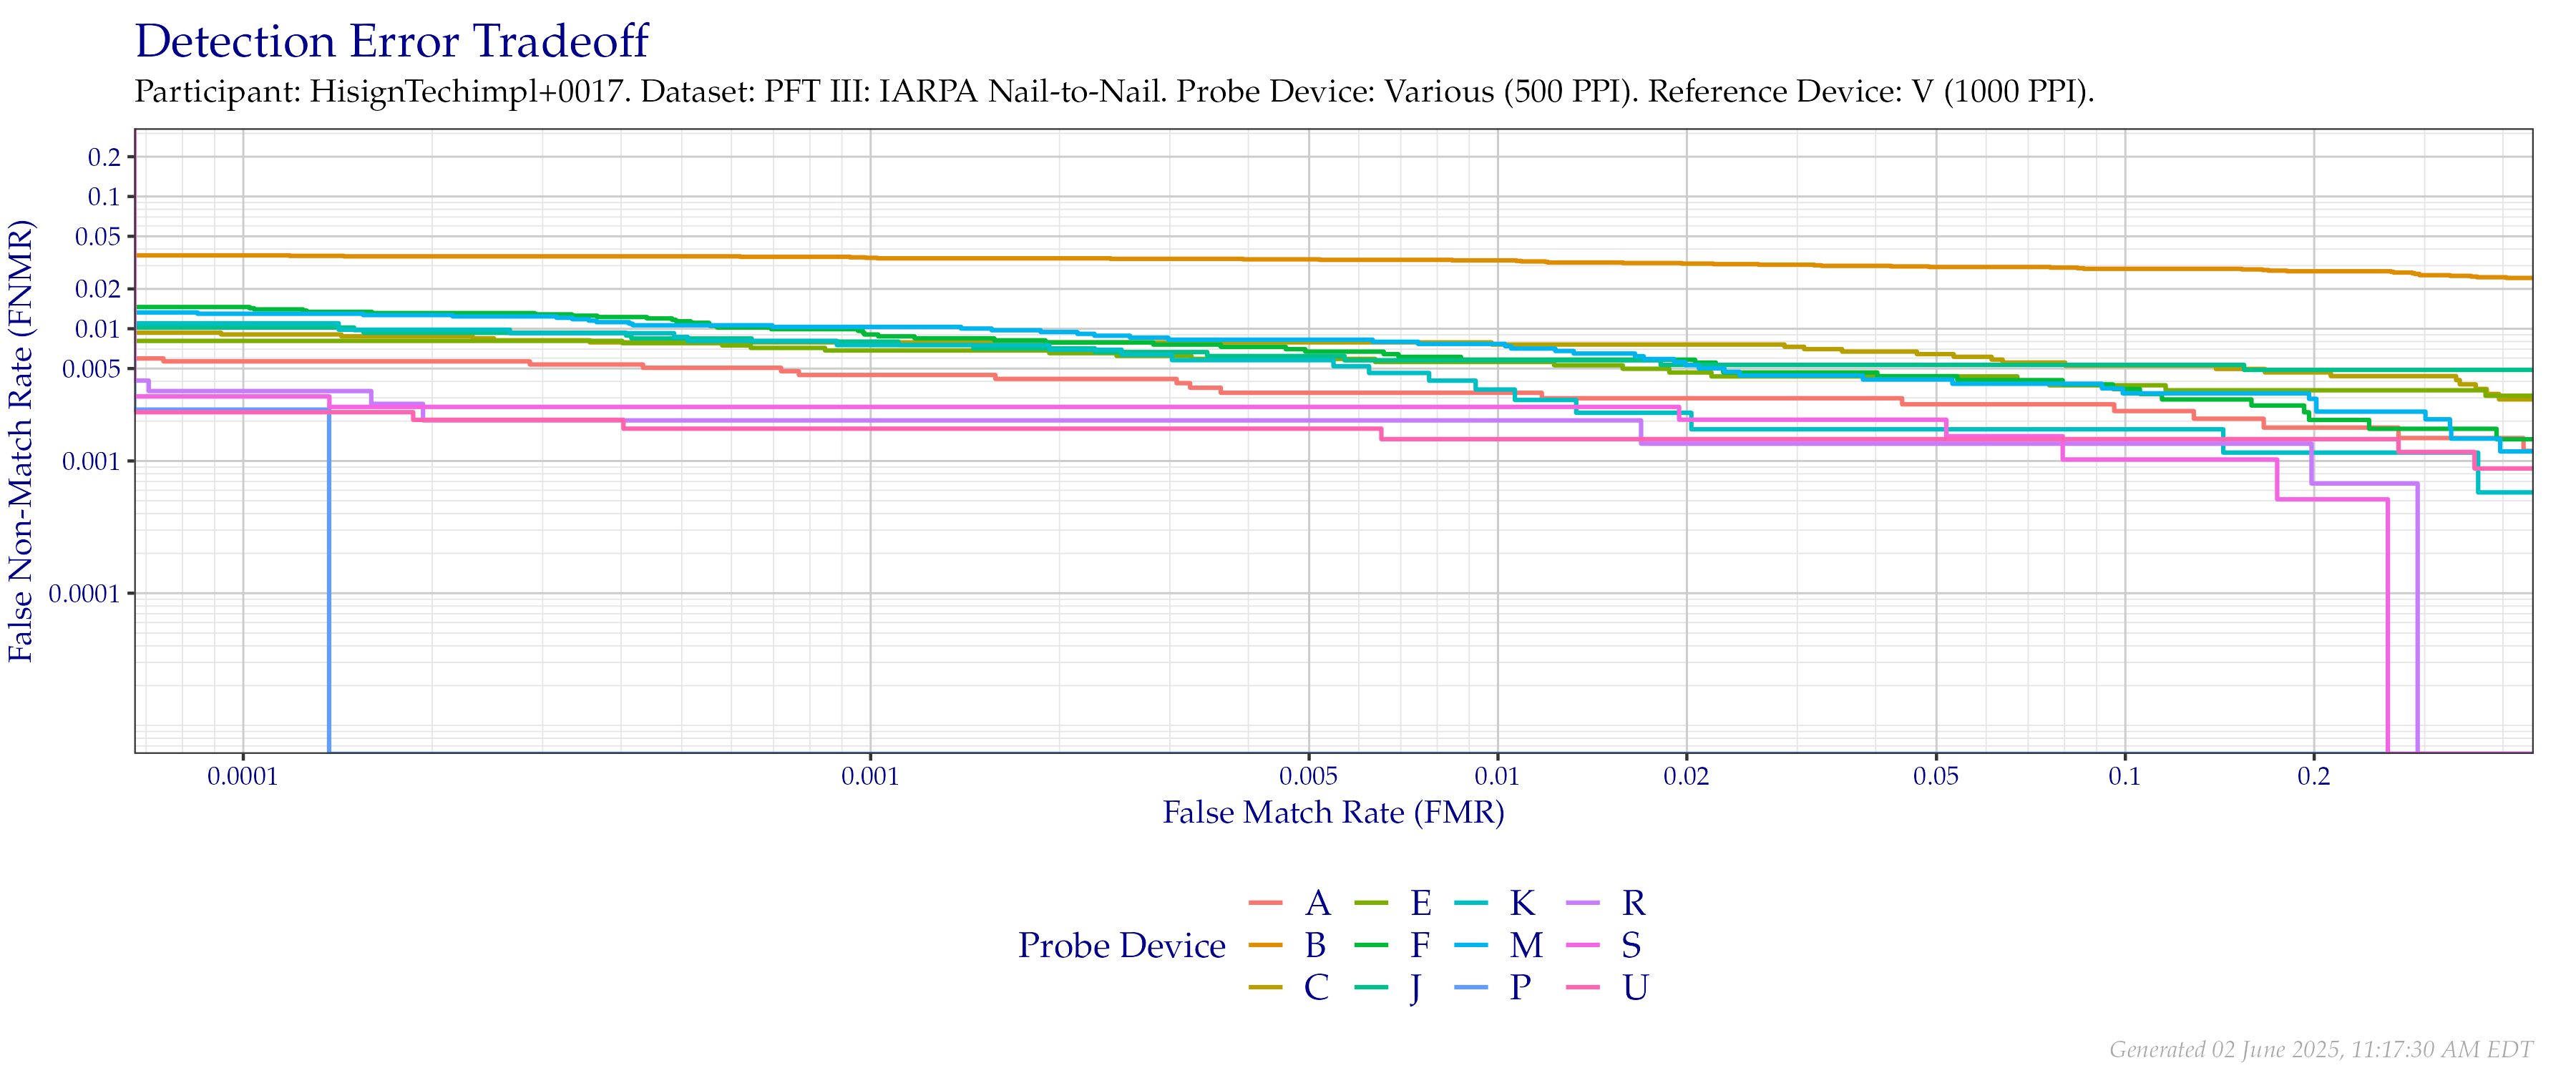 Detection Error Tradeoff
Participant: HisignTechimpl+0017. Dataset: PFT III: IARPA Nail-to-Nail. Probe Device: Various (500 PPI). Reference Device: V (1000 PPI).
False Non-Match Rate (FNMR)
0.2
0.1
0.05
0.02
0.01
0.005
0.001
0.0001
0.0001 0.001 0.005 0.01 0.02 0.05 0.1 0.2
False Match Rate (FMR)
A E K R
Probe Device B F M S
C J P U
Generated 02 June 2025, 11:17:30 AM EDT